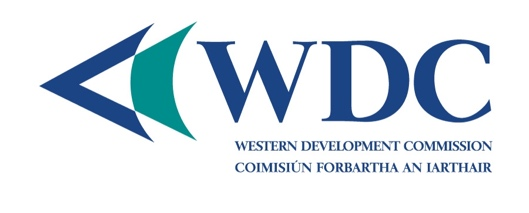 WDC
WESTERN DEVELOPMENT COMMISSION
COIMISIÚN FORBARTHA AN IARTHAIR